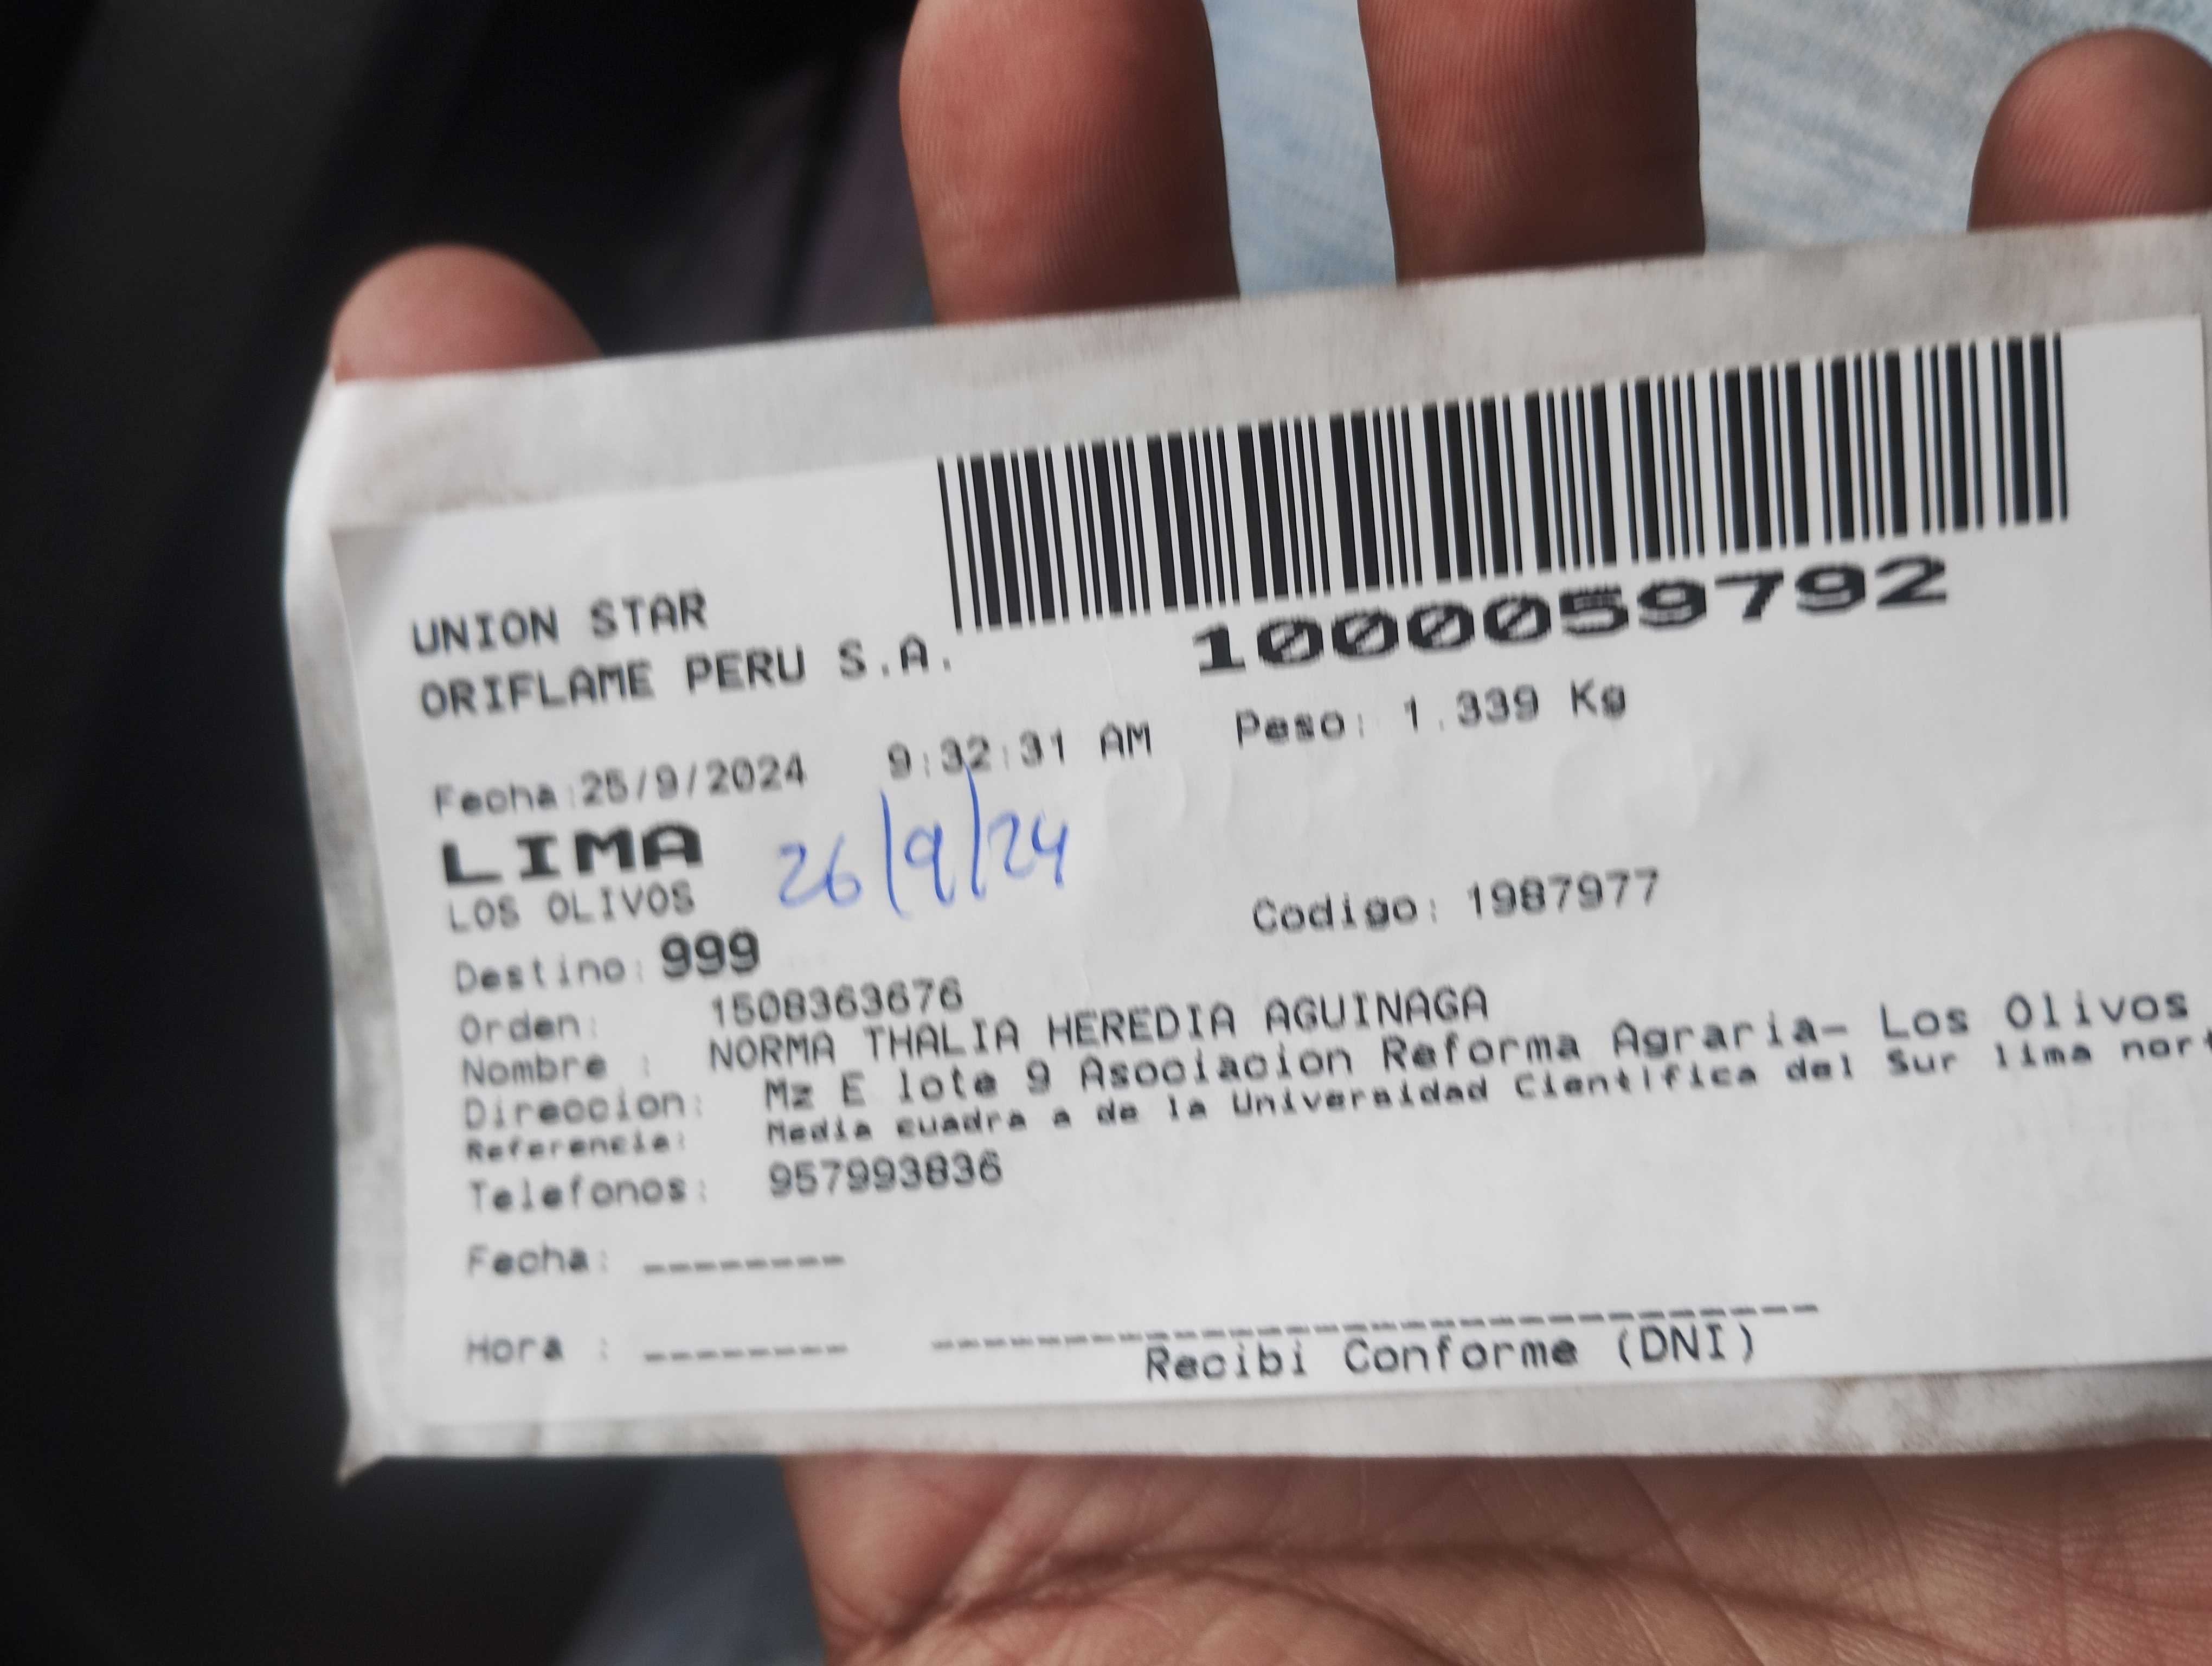 1000059792
UNION STAR
ORIFLAME PERU S.A.
Fecha:25/9/2024 9:32:31 AM Peso: 1.339 Kg
LIMA
26/9/24
LOS OLIVOS
Codigo: 1987977
Destino: 999
Orden: 1508363676
Nombre : NORMA THALIA HEREDIA AGUINAGA
Direccion: Mz E lote 9 Asociacion Reforma Agraria- Los Olivos
Referencia: Media cuadra a de la Universidad Cientifica del Sur lima nort
Telefonos: 957993836
Fecha: --------
Hora : --------
Recibi Conforme (DNI)